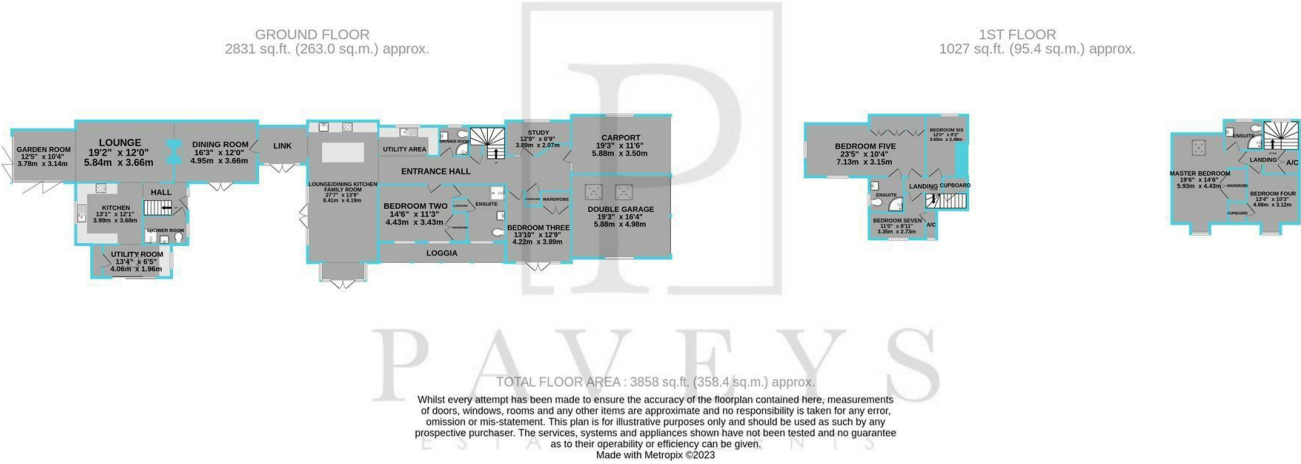 GROUND FLOOR
2831 sq.ft. (263.0 sq.m.) approx.
1ST FLOOR
1027 sq.ft. (95.4 sq.m.) approx.
GARDEN ROOM
12'5" x 10'4"
3.78m x 3.14m
LOUNGE
19'2" x 12'0"
5.84m x 3.66m
DINING ROOM
16'3" x 12'0"
4.95m x 3.66m
LINK
KITCHEN
13'1" x 12'1"
3.99m x 3.68m
HALL
SHOWER ROOM
UTILITY ROOM
13'4" x 6'5"
4.06m x 1.96m
LOUNGE/DINING KITCHEN
FAMILY ROOM
27'7" x 13'9"
8.41m x 4.19m
UTILITY AREA
SHOWER ROOM
ENTRANCE HALL
BEDROOM TWO
14'6" x 11'3"
4.43m x 3.43m
ENSUITE
LOGGIA
STUDY
12'9" x 6'9"
3.89m x 2.07m
WARDROBE
BEDROOM THREE
13'10" x 12'9"
4.22m x 3.89m
CARPORT
19'3" x 11'6"
5.88m x 3.50m
DOUBLE GARAGE
19'3" x 16'4"
5.88m x 4.98m
BEDROOM FIVE
23'5" x 10'4"
7.13m x 3.15m
BEDROOM SIX
LANDING
CUPBOARD
ENSUITE
BEDROOM SEVEN
11'0" x 8'11"
3.35m x 2.73m
A/C
ENSUITE
LANDING
A/C
MASTER BEDROOM
19'6" x 14'6"
5.93m x 4.43m
WARDROBE
BEDROOM FOUR
13'4" x 10'3"
4.06m x 3.12m
CUPBOARD
P
PAVEYS
ESTATE AGENTS
TOTAL FLOOR AREA : 3858 sq.ft. (358.4 sq.m.) approx.
Whilst every attempt has been made to ensure the accuracy of the floorplan contained here, measurements
of doors, windows, rooms and any other items are approximate and no responsibility is taken for any error,
omission or mis-statement. This plan is for illustrative purposes only and should be used as such by any
prospective purchaser. The services, systems and appliances shown have not been tested and no guarantee
as to their operability or efficiency can be given.
Made with Metropix ©2023